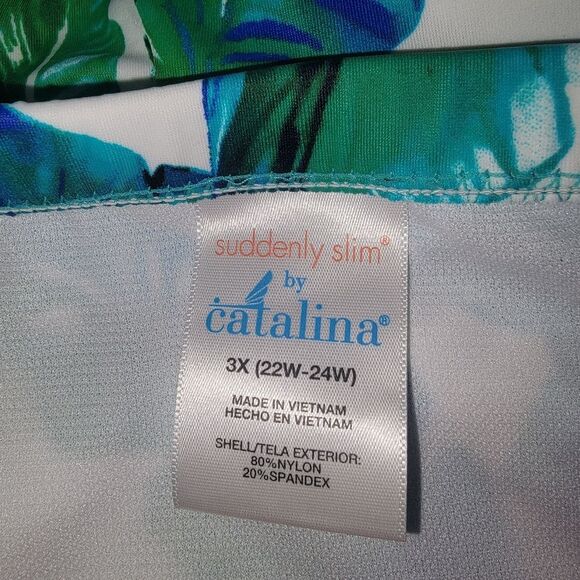 suddenly slim®
by
catalina®
3X (22W-24W)
MADE IN VIETNAM
HECHO EN VIETNAM
SHELL/TELA EXTERIOR:
80%NYLON
20%SPANDEX